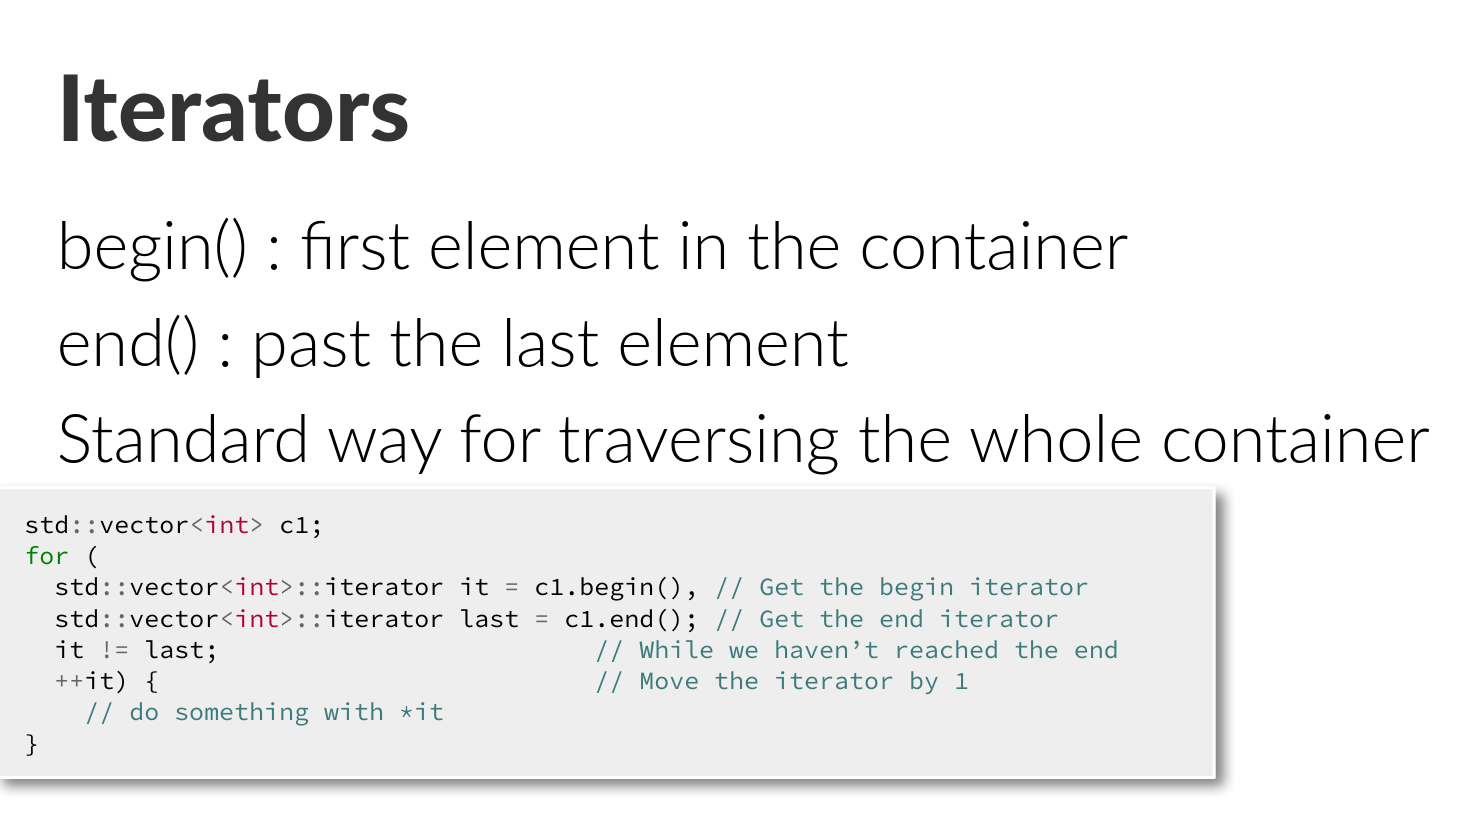 Iterators
begin() : first element in the container
end() : past the last element
Standard way for traversing the whole container
std::vector<int> c1;
for (
  std::vector<int>::iterator it = c1.begin(), // Get the begin iterator
  std::vector<int>::iterator last = c1.end(); // Get the end iterator
  it != last;                         // While we haven’t reached the end
  ++it) {                             // Move the iterator by 1
    // do something with *it
}